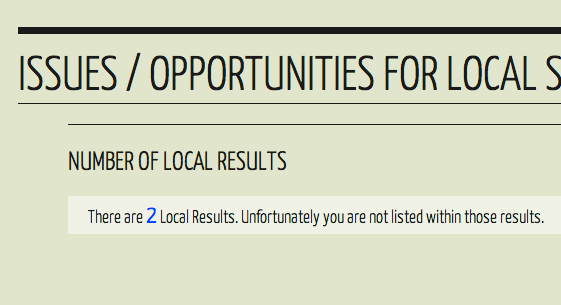 ISSUES / OPPORTUNITIES FOR LOCAL S
NUMBER OF LOCAL RESULTS
There are 2 Local Results. Unfortunately you are not listed within those results.